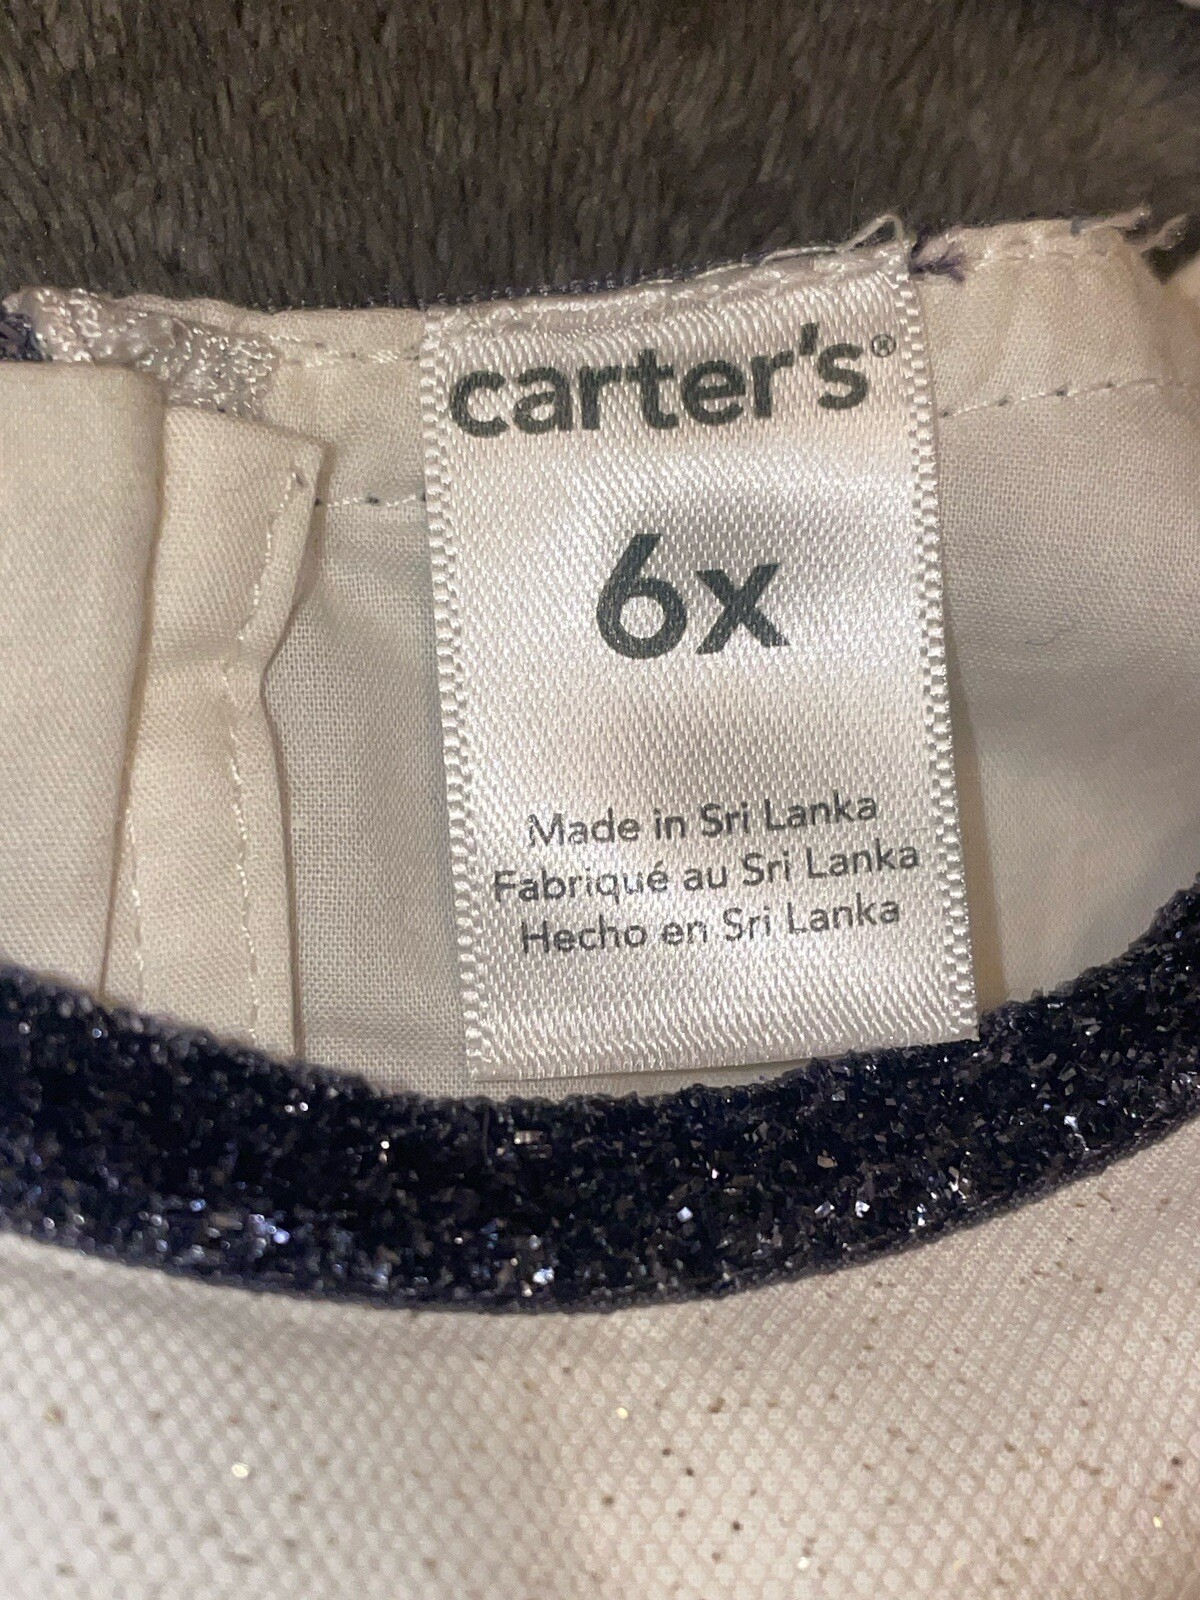 carter's®
6x
Made in Sri Lanka
Fabriqué au Sri Lanka
Hecho en Sri Lanka